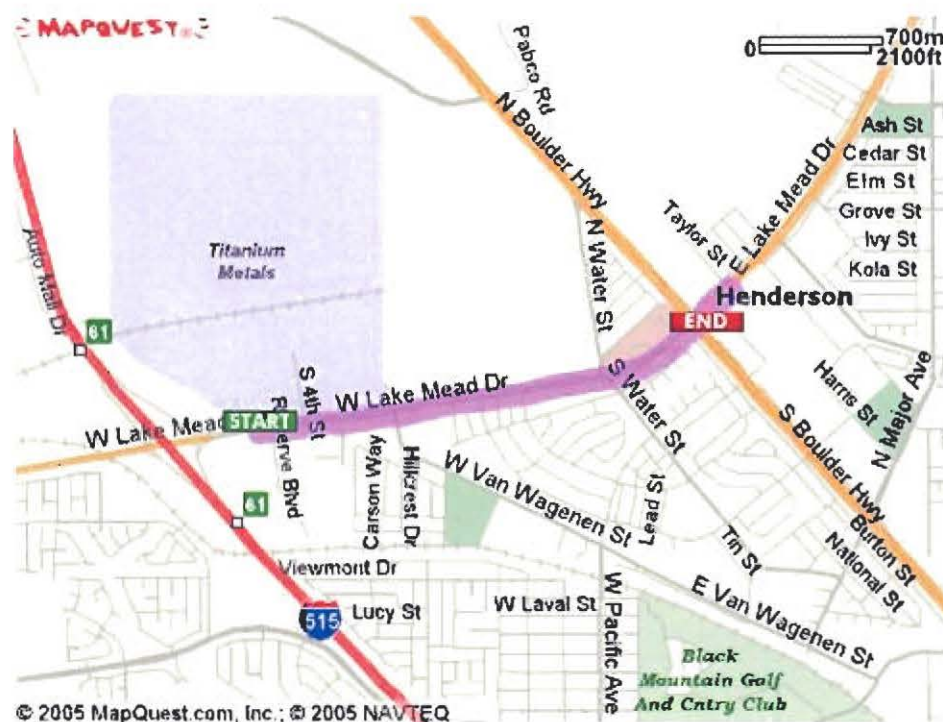 MAPQUEST
0 700m
2100ft
Pabco Rd
N Boulder Hwy
Ash St
Cedar St
Elm St
Grove St
Ivy St
Kola St
E Lake Mead Dr
Taylor St
N Water St
Henderson
END
Titanium
Metals
Auto Mall Dr
61
S 4th St
W Lake Mead Dr
W Lake Mead
START
S Water St
Harris St
N Major Ave
S Boulder Hwy
Carson Way
Hillcrest Dr
W Van Wagenen St
Lead St
61
Tin St
Burton St
National St
Viewmont Dr
E Van Wagenen St
515
Lucy St
W Laval St
W Pacific Ave
Black
Mountain Golf
And Cntry Club
© 2005 MapQuest.com, Inc.; © 2005 NAVTEQ